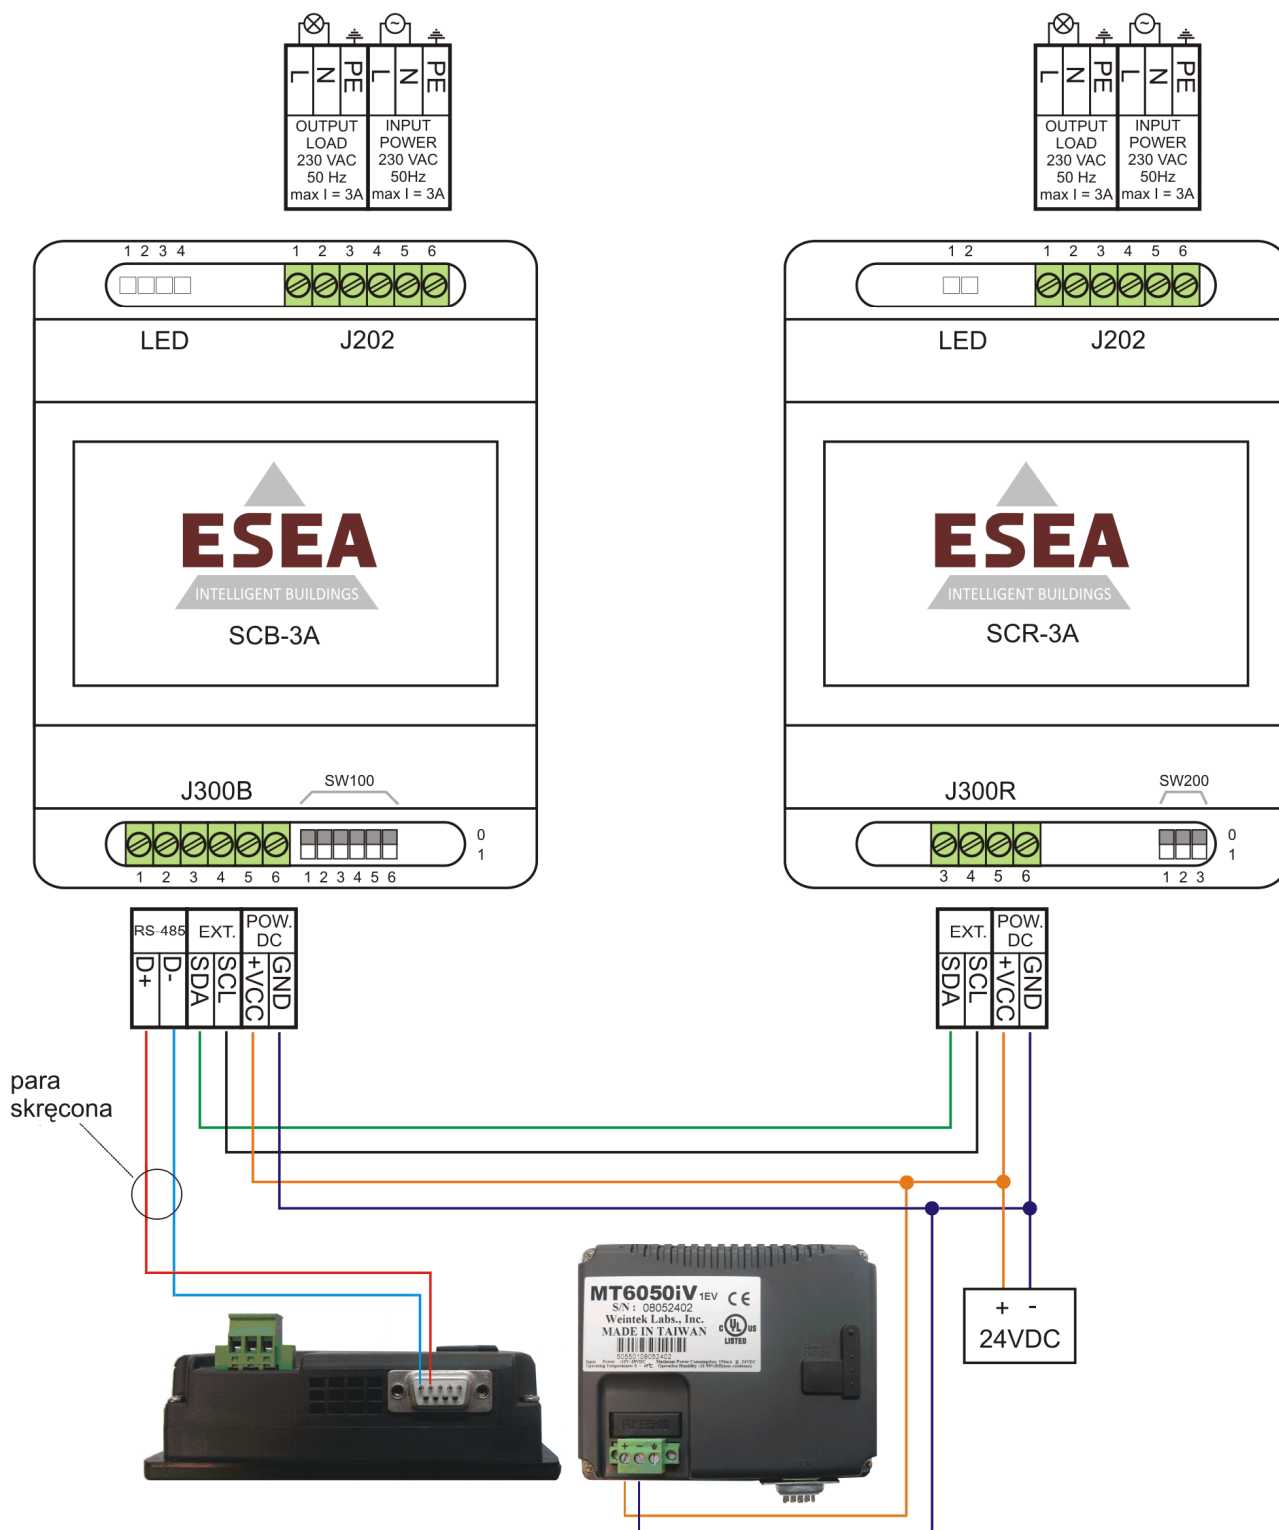 L N PE L N PE
OUTPUT
LOAD
230 VAC
50 Hz
max I = 3A
INPUT
POWER
230 VAC
50Hz
max I = 3A
L N PE L N PE
OUTPUT
LOAD
230 VAC
50 Hz
max I = 3A
INPUT
POWER
230 VAC
50Hz
max I = 3A
1 2 3 4
1 2 3 4 5 6
LED
J202
1 2
1 2 3 4 5 6
LED
J202
ESEA
INTELLIGENT BUILDINGS
SCB-3A
ESEA
INTELLIGENT BUILDINGS
SCR-3A
J300B
SW100
0
1
1 2 3 4 5 6
1 2 3 4 5 6
J300R
SW200
0
1
3 4 5 6
1 2 3
RS-485
EXT.
POW.
DC
D+ D- SDA SCL +VCC GND
EXT.
POW.
DC
SDA SCL +VCC GND
para
skręcona
MT6050iV 1EV CE
S/N : 08052402
Weintek Labs., Inc.
MADE IN TAIWAN
C UL US
LISTED
50550108052402
+ -
24VDC